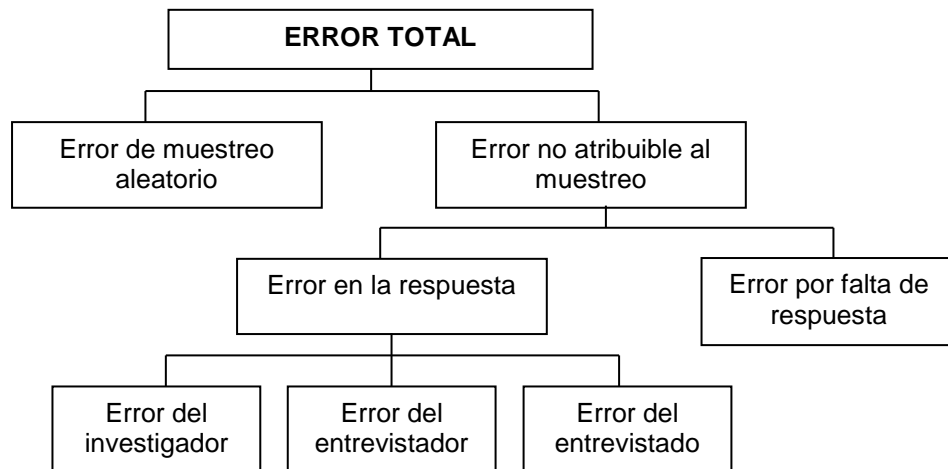 ERROR TOTAL
Error de muestreo
aleatorio
Error no atribuible al
muestreo
Error en la respuesta
Error por falta de
respuesta
Error del
investigador
Error del
entrevistador
Error del
entrevistado